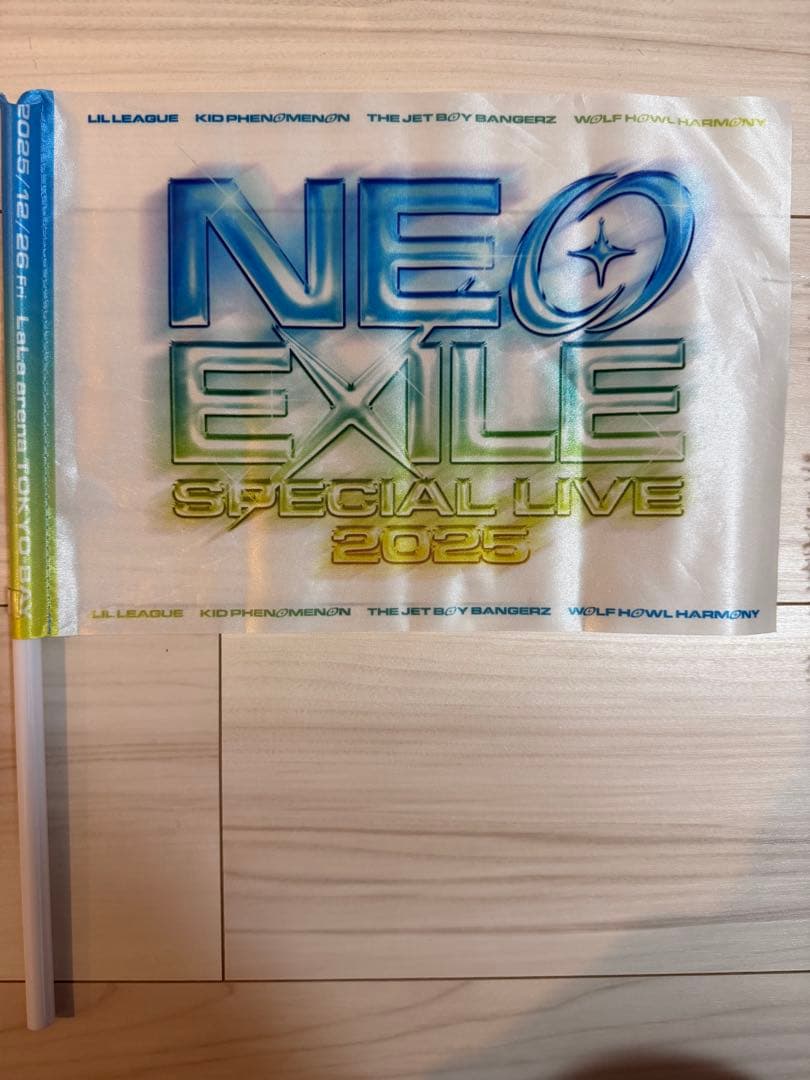 LIL LEAGUE KID PHENOMENON THE JET BOY BANGERZ WOLF HOWL HARMONY
NEO
EXILE
SPECIAL LIVE
2025
LIL LEAGUE KID PHENOMENON THE JET BOY BANGERZ WOLF HOWL HARMONY
2025/12/26 Fri LaLa arena TOKYO-BAY